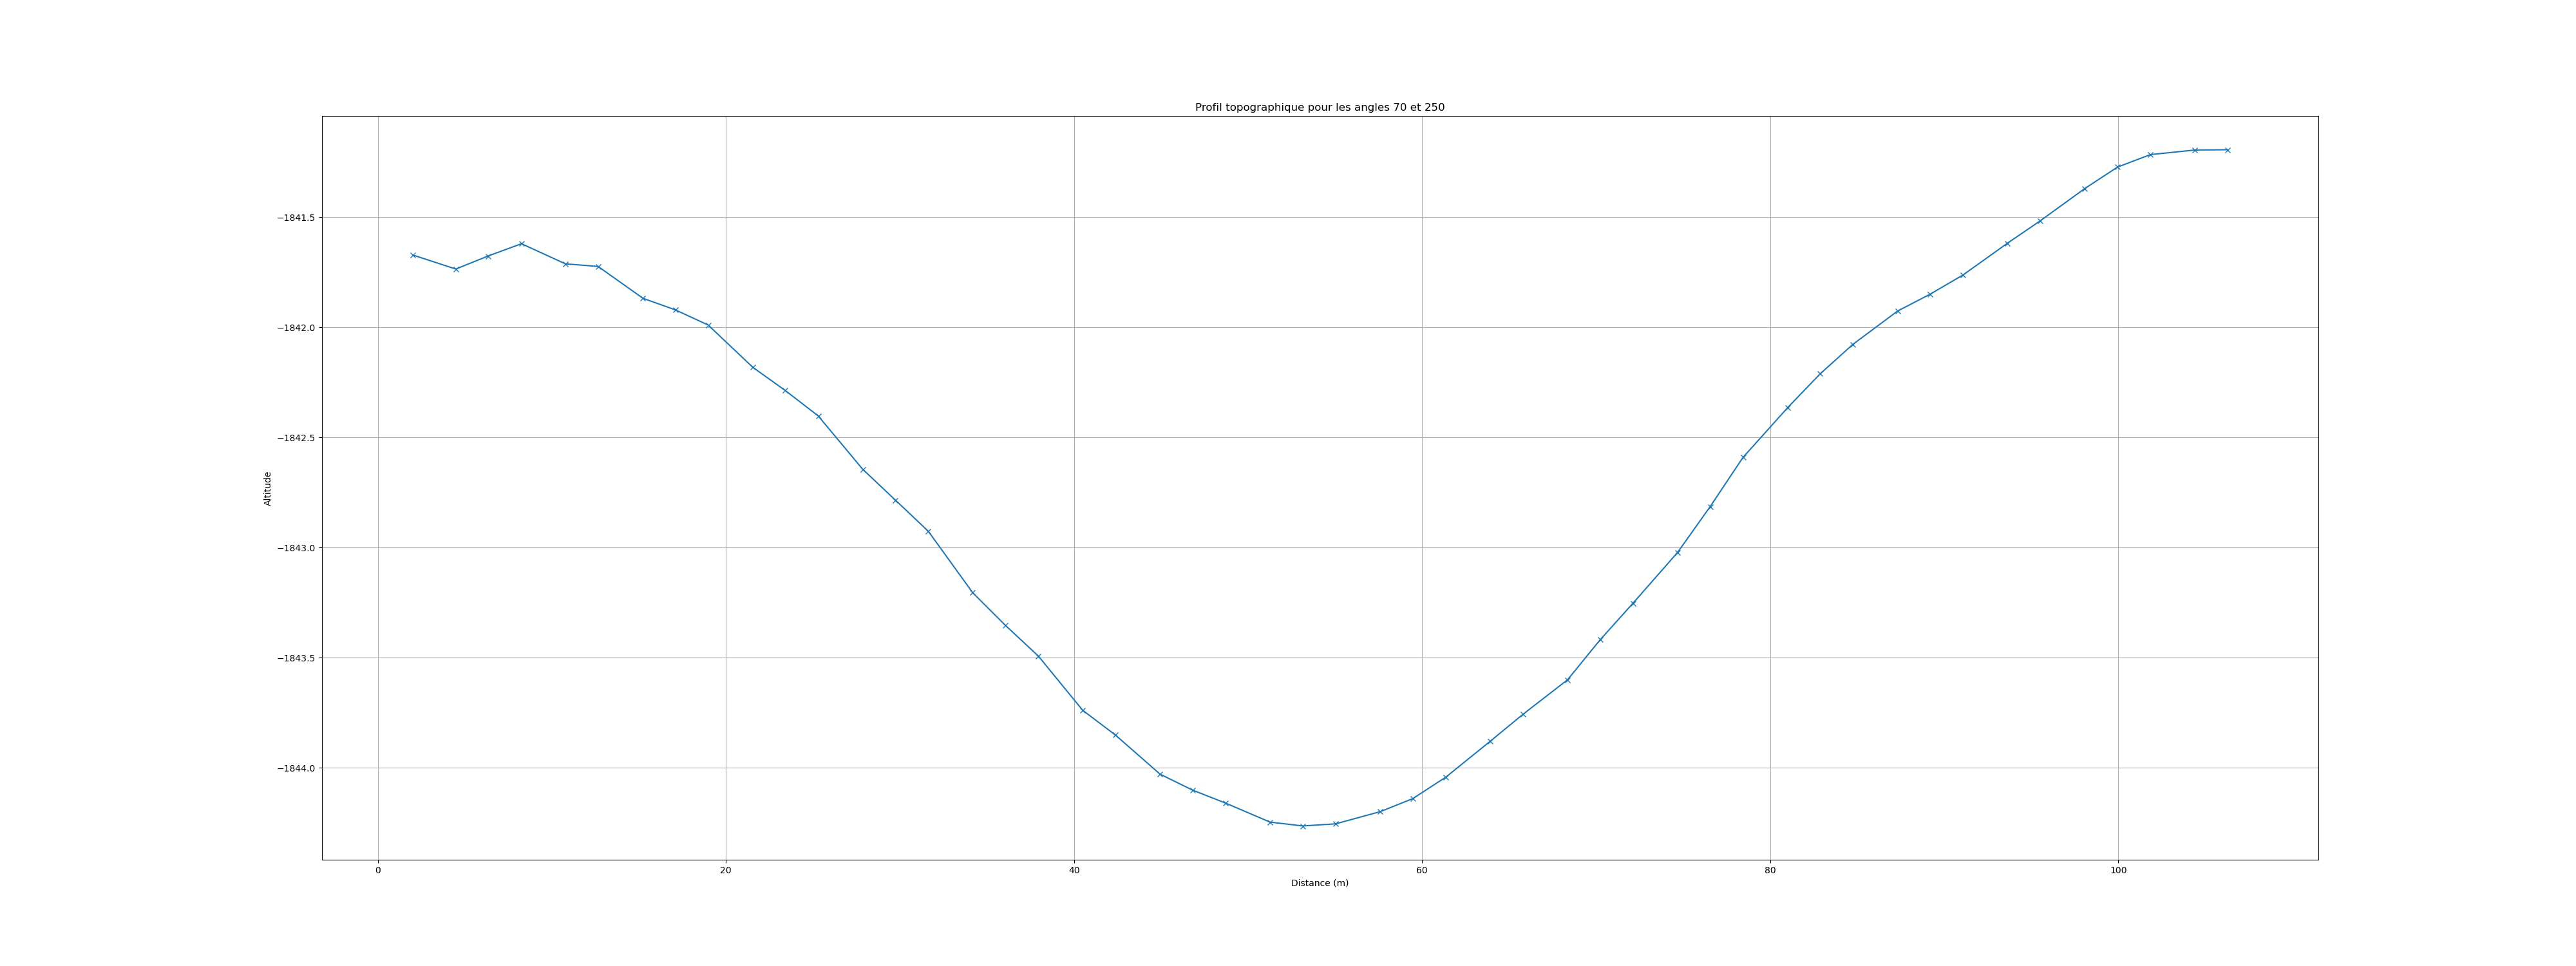 Profil topographique pour les angles 70 et 250
Altitude
−1841.5
−1842.0
−1842.5
−1843.0
−1843.5
−1844.0
0 20 40 60 80 100
Distance (m)